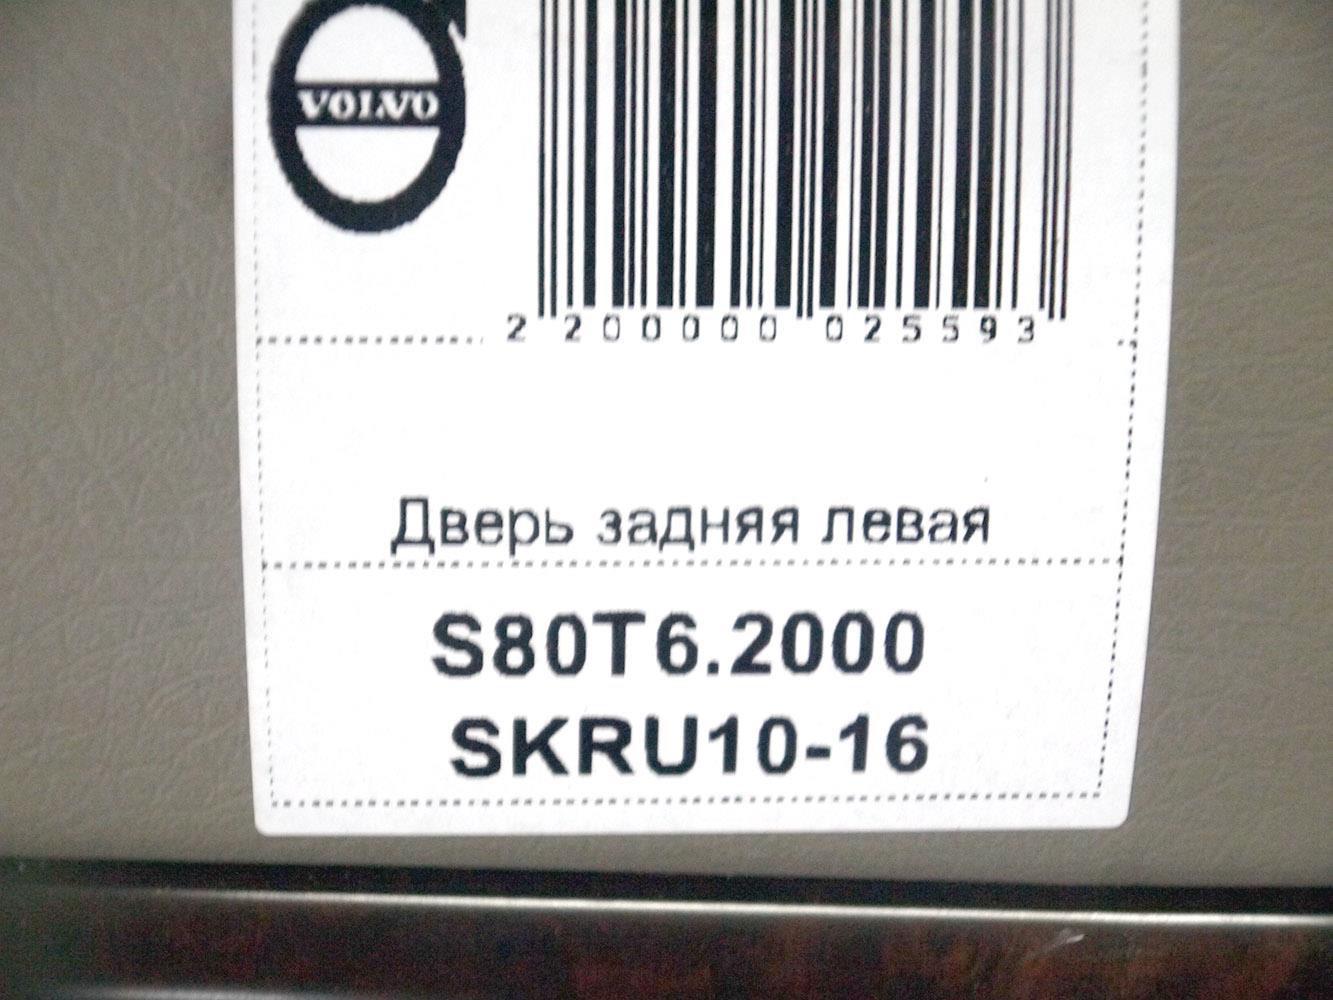 VOLVO
2 200000 025593
Дверь задняя левая
S80T6.2000
SKRU10-16